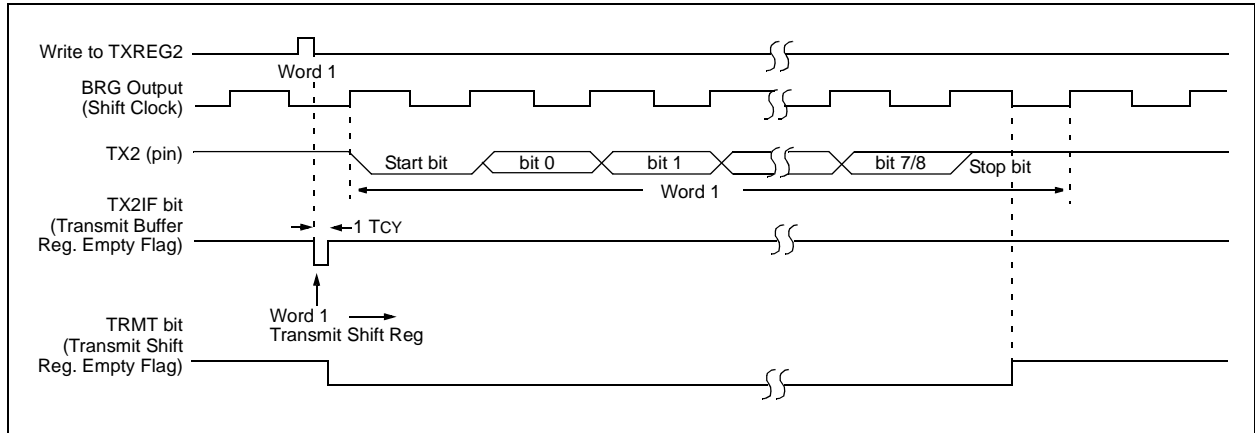 Write to TXREG2
Word 1
BRG Output
(Shift Clock)
TX2 (pin)
Start bit
bit 0
bit 1
bit 7/8
Stop bit
Word 1
TX2IF bit
(Transmit Buffer
Reg. Empty Flag)
1 TCY
Word 1
Transmit Shift Reg
TRMT bit
(Transmit Shift
Reg. Empty Flag)